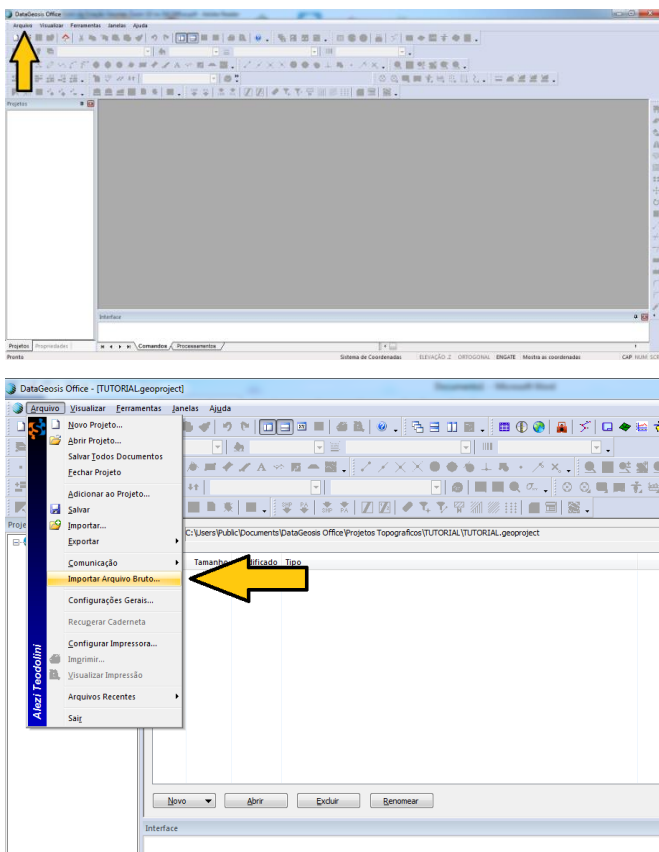 DataGeosis Office
Arquivo Visualizar Ferramentas Janelas Ajuda
Projetos
Interface
Projetos Propriedades
Comandos Processamentos
Pronto
Sistema de Coordenadas ELEVAÇÃO: Z ORTOGONAL ENGATE Mostra as coordenadas CAP NUM SCR
DataGeosis Office - [TUTORIAL.geoproject]
Arquivo Visualizar Ferramentas Janelas Ajuda
Novo Projeto...
Abrir Projeto...
Salvar Todos Documentos
Fechar Projeto
Adicionar ao Projeto...
Salvar
Importar...
Exportar
Comunicação
Importar Arquivo Bruto...
Configurações Gerais...
Recuperar Caderneta
Configurar Impressora...
Imprimir...
Visualizar Impressão
Arquivos Recentes
Sair
Alezi Teodolini
Proje
C:\Users\Public\Documents\DataGeosis Office\Projetos Topograficos\TUTORIAL\TUTORIAL.geoproject
Tamanho Tipo
Novo Abrir Excluir Renomear
Interface